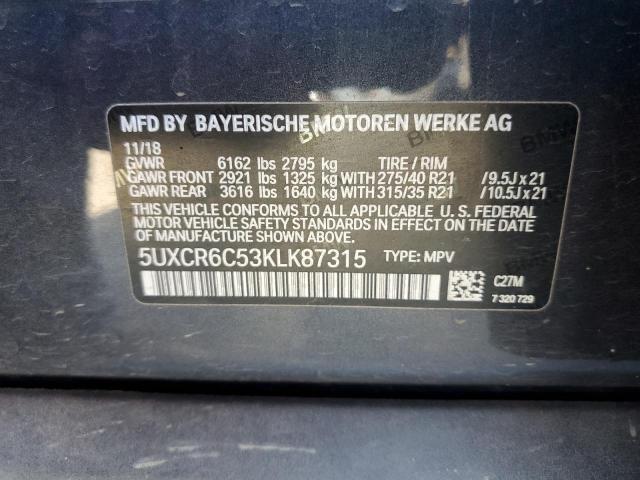 MFD BY BAYERISCHE MOTOREN WERKE AG
11/18
GVWR 6162 lbs 2795 kg TIRE / RIM
GAWR FRONT 2921 lbs 1325 kg WITH 275/40 R21 /9.5J x 21
GAWR REAR 3616 lbs 1640 kg WITH 315/35 R21 /10.5J x 21
THIS VEHICLE CONFORMS TO ALL APPLICABLE U. S. FEDERAL
MOTOR VEHICLE SAFETY STANDARDS IN EFFECT ON THE DATE
OF MANUFACTURE SHOWN ABOVE.
5UXCR6C53KLK87315 TYPE: MPV
C27M
7 320 729